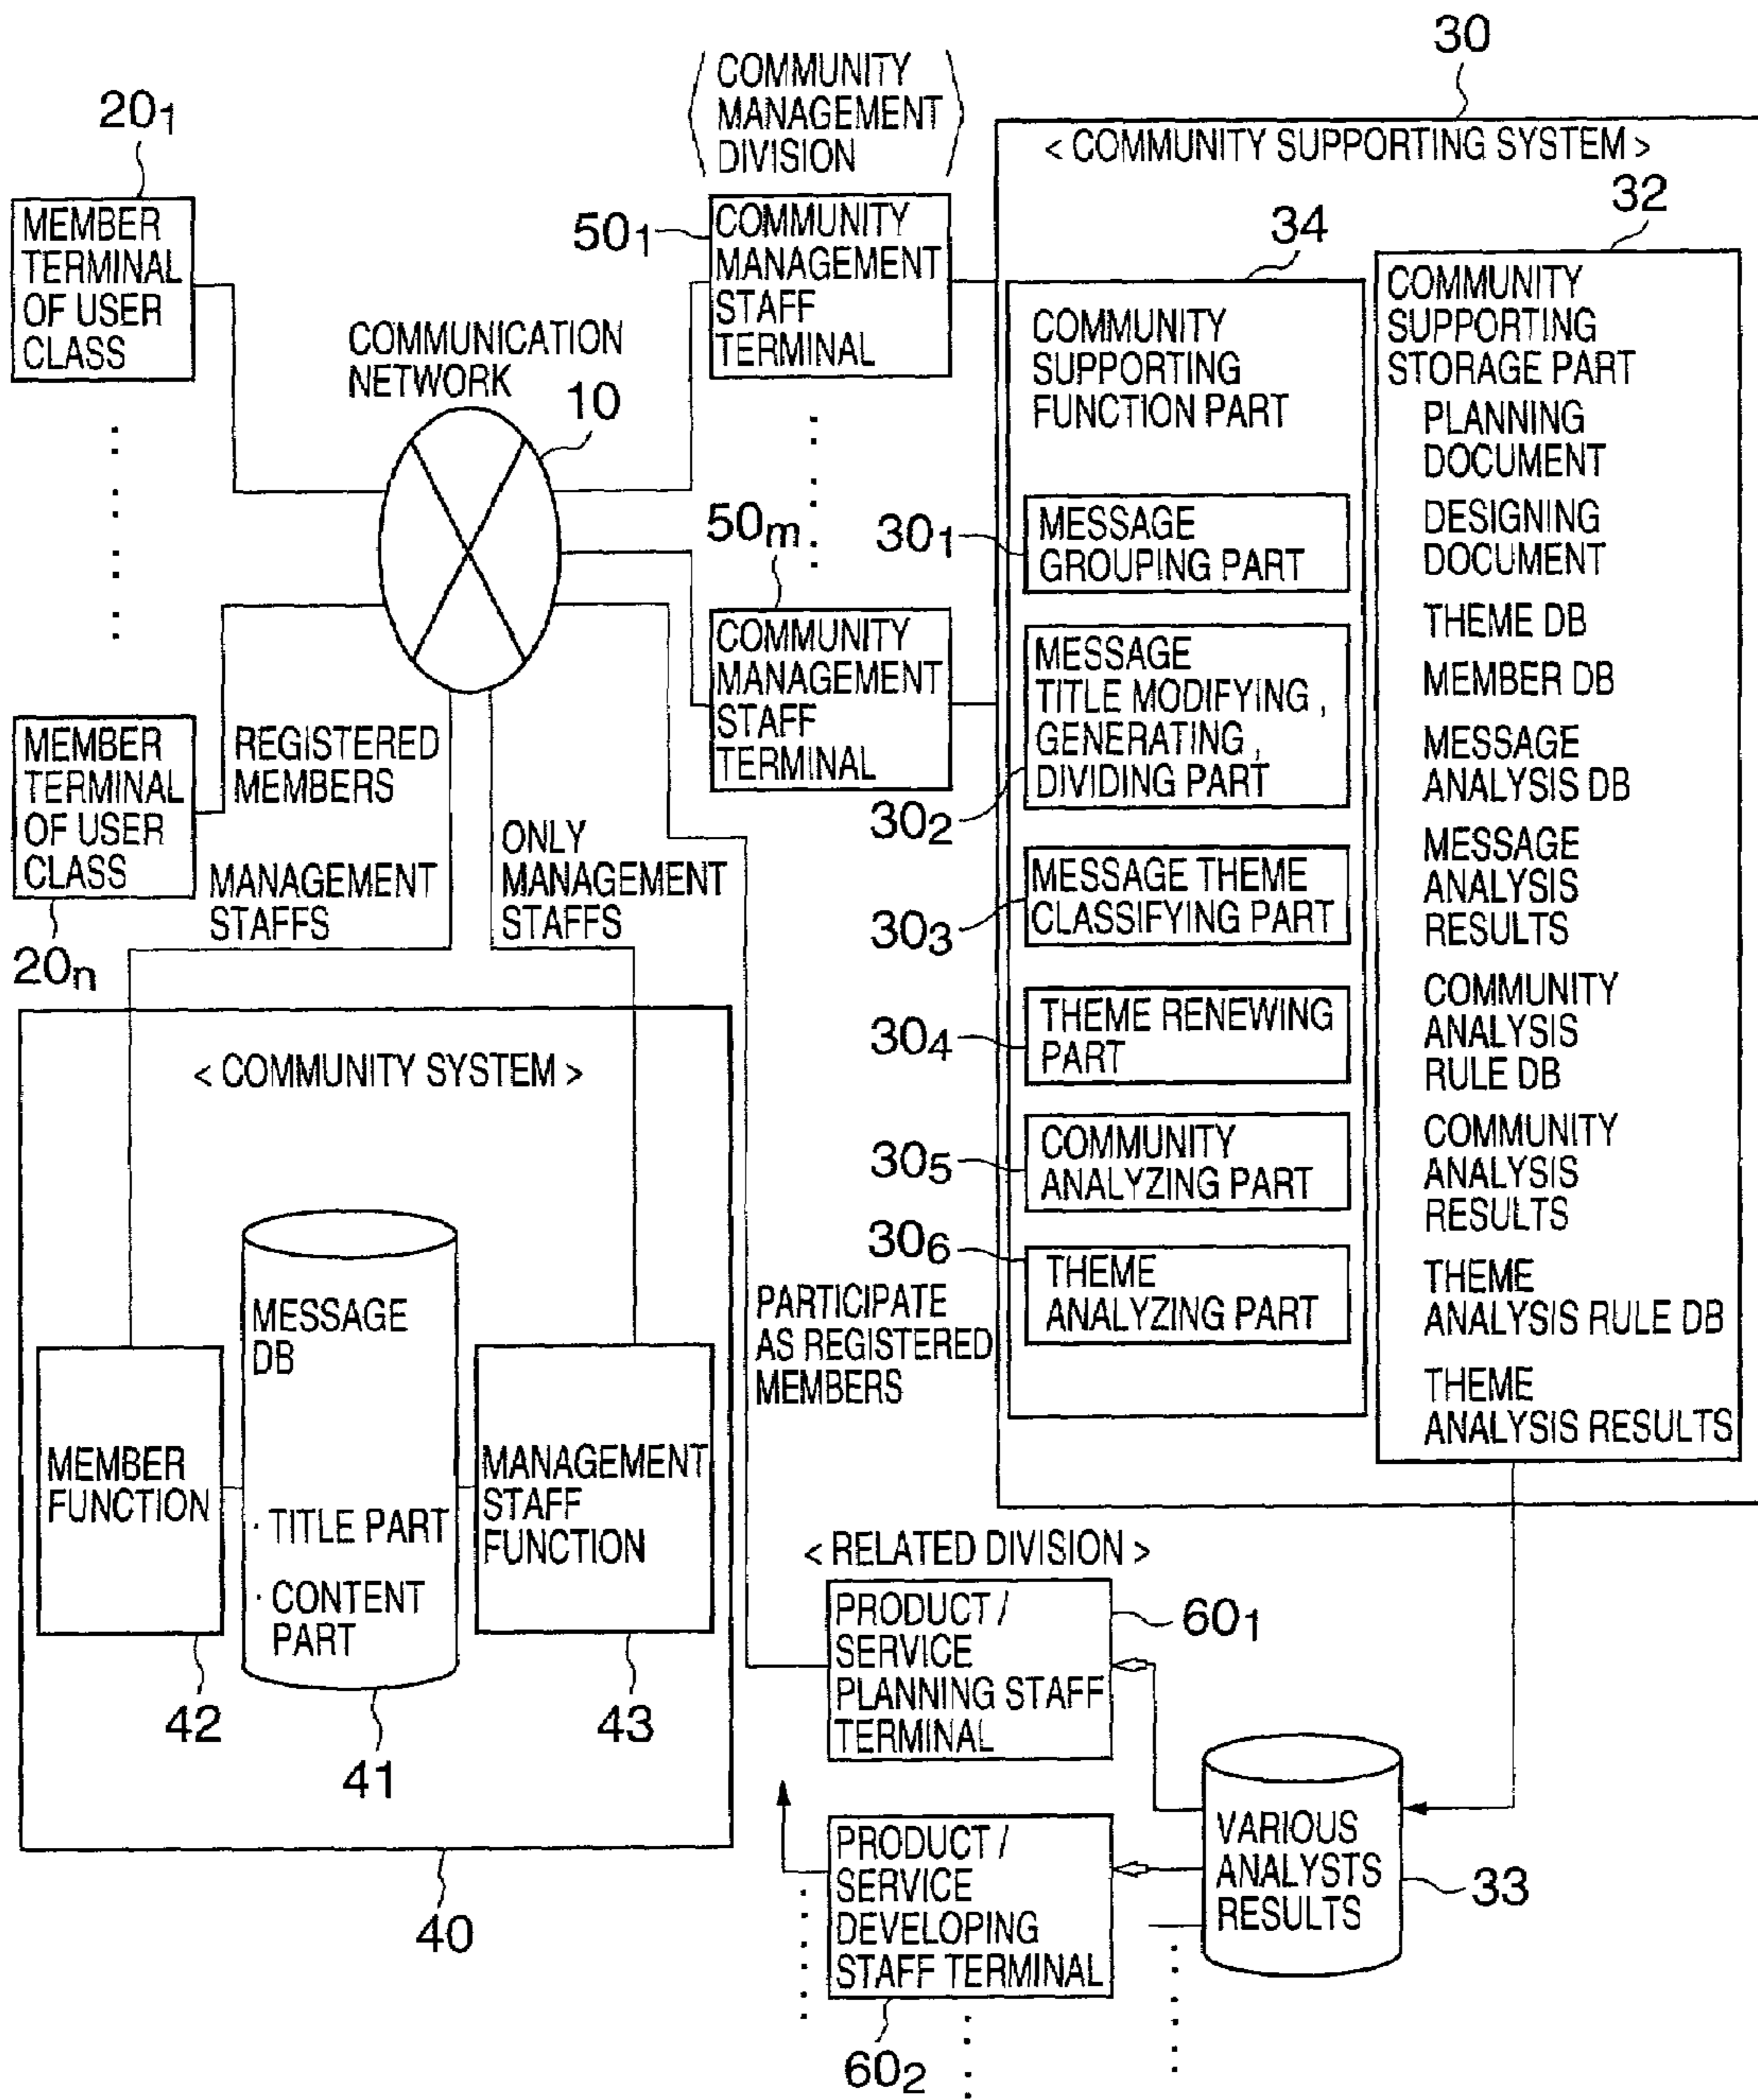 30
COMMUNITY
MANAGEMENT
DIVISION
< COMMUNITY SUPPORTING SYSTEM >
20₁
MEMBER
TERMINAL
OF USER
CLASS
50₁
COMMUNITY
MANAGEMENT
STAFF
TERMINAL
COMMUNICATION
NETWORK
10
50m
COMMUNITY
MANAGEMENT
STAFF
TERMINAL
MEMBER
TERMINAL
OF USER
CLASS
20n
REGISTERED
MEMBERS
MANAGEMENT
STAFFS
ONLY
MANAGEMENT
STAFFS
34
COMMUNITY
SUPPORTING
FUNCTION PART
30₁
MESSAGE
GROUPING PART
MESSAGE
TITLE MODIFYING ,
GENERATING ,
DIVIDING PART
30₂
MESSAGE THEME
CLASSIFYING PART
30₃
THEME RENEWING
PART
30₄
COMMUNITY
ANALYZING PART
30₅
30₆
THEME
ANALYZING PART
32
COMMUNITY
SUPPORTING
STORAGE PART
PLANNING
DOCUMENT
DESIGNING
DOCUMENT
THEME DB
MEMBER DB
MESSAGE
ANALYSIS DB
MESSAGE
ANALYSIS
RESULTS
COMMUNITY
ANALYSIS
RULE DB
COMMUNITY
ANALYSIS
RESULTS
THEME
ANALYSIS RULE DB
THEME
ANALYSIS RESULTS
< COMMUNITY SYSTEM >
MEMBER
FUNCTION
42
MESSAGE
DB
· TITLE PART
· CONTENT
PART
41
MANAGEMENT
STAFF
FUNCTION
43
40
PARTICIPATE
AS REGISTERED
MEMBERS
< RELATED DIVISION >
PRODUCT /
SERVICE
PLANNING STAFF
TERMINAL
60₁
PRODUCT /
SERVICE
DEVELOPING
STAFF TERMINAL
60₂
VARIOUS
ANALYSTS
RESULTS
33